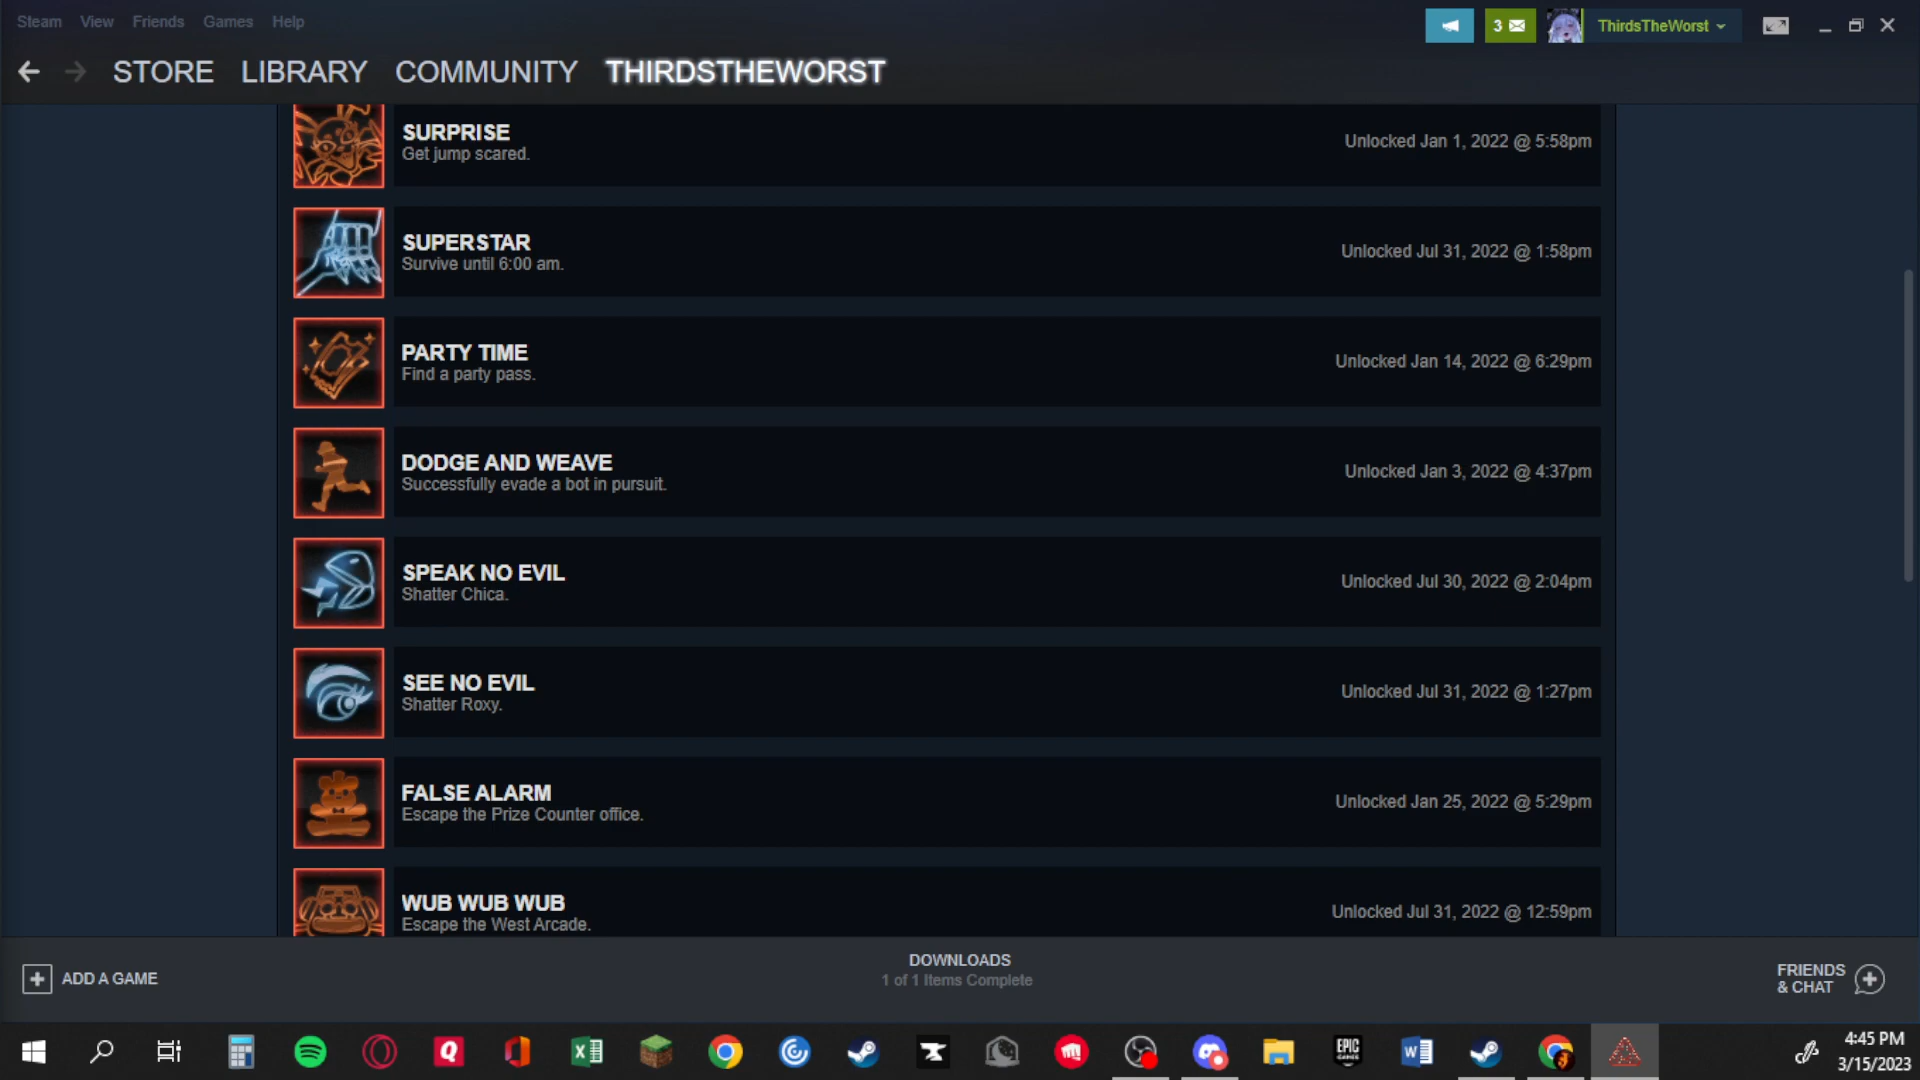 Steam View Friends Games Help
3 ThirdsTheWorst
STORE LIBRARY COMMUNITY THIRDSTHEWORST
SURPRISE
Get jump scared.
Unlocked Jan 1, 2022 @ 5:58pm
SUPERSTAR
Survive until 6:00 am.
Unlocked Jul 31, 2022 @ 1:58pm
PARTY TIME
Find a party pass.
Unlocked Jan 14, 2022 @ 6:29pm
DODGE AND WEAVE
Successfully evade a bot in pursuit.
Unlocked Jan 3, 2022 @ 4:37pm
SPEAK NO EVIL
Shatter Chica.
Unlocked Jul 30, 2022 @ 2:04pm
SEE NO EVIL
Shatter Roxy.
Unlocked Jul 31, 2022 @ 1:27pm
FALSE ALARM
Escape the Prize Counter office.
Unlocked Jan 25, 2022 @ 5:29pm
WUB WUB WUB
Escape the West Arcade.
Unlocked Jul 31, 2022 @ 12:59pm
ADD A GAME
DOWNLOADS
1 of 1 Items Complete
FRIENDS
& CHAT
Q
EPIC
GAMES
4:45 PM
3/15/2023